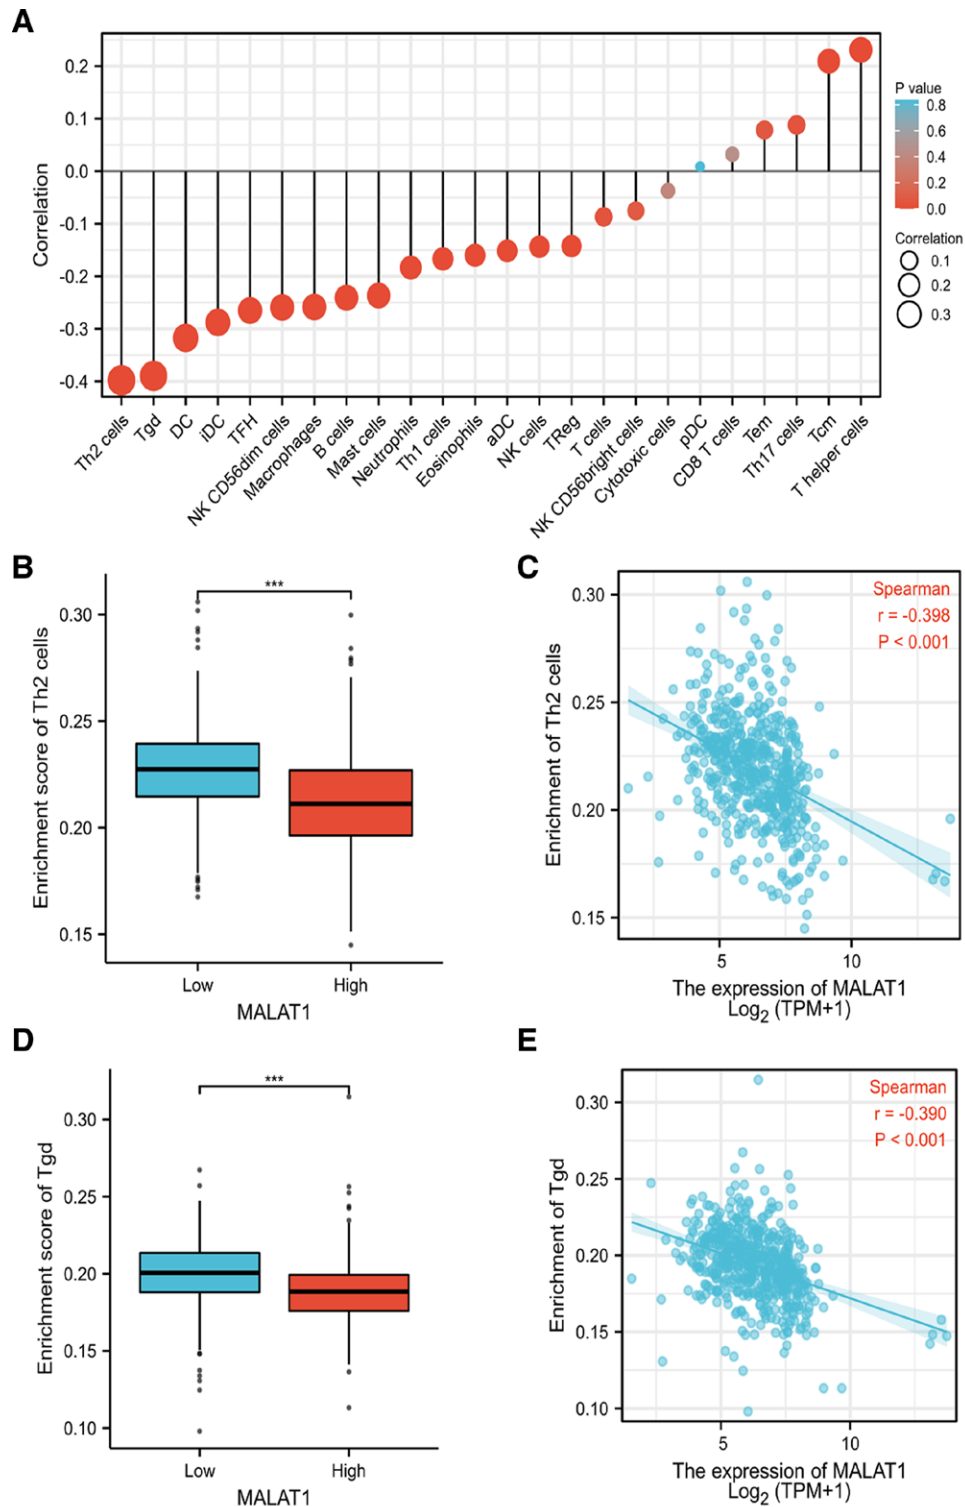 A
Correlation
0.2
0.1
0.0
-0.1
-0.2
-0.3
-0.4
Th2 cells
Tgd
DC
iDC
TFH
NK CD56dim cells
Macrophages
B cells
Mast cells
Neutrophils
Th1 cells
Eosinophils
aDC
NK cells
TReg
T cells
NK CD56bright cells
Cytotoxic cells
pDC
CD8 T cells
Tem
Th17 cells
Tcm
T helper cells
P value
0.8
0.6
0.4
0.2
0.0
Correlation
0.1
0.2
0.3
B
Enrichment score of Th2 cells
0.30
0.25
0.20
0.15
***
Low
High
MALAT1
C
Enrichment of Th2 cells
0.30
0.25
0.20
0.15
Spearman
r = -0.398
P < 0.001
5
10
The expression of MALAT1
Log2 (TPM+1)
D
Enrichment score of Tgd
0.30
0.25
0.20
0.15
0.10
***
Low
High
MALAT1
E
Enrichment of Tgd
0.30
0.25
0.20
0.15
0.10
Spearman
r = -0.390
P < 0.001
5
10
The expression of MALAT1
Log2 (TPM+1)